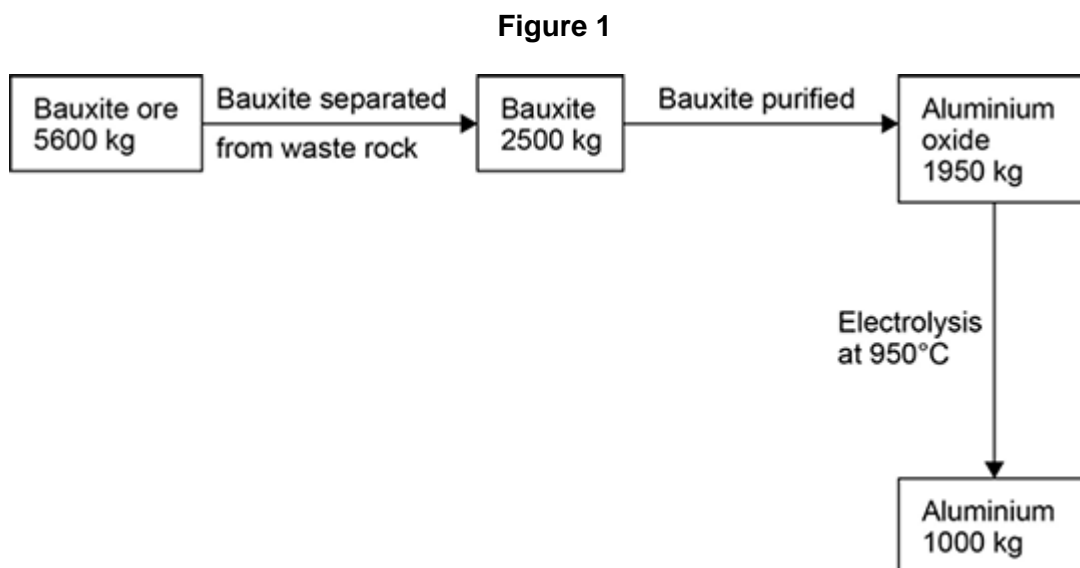 Figure 1
Bauxite ore
5600 kg
Bauxite separated
from waste rock
Bauxite
2500 kg
Bauxite purified
Aluminium
oxide
1950 kg
Electrolysis
at 950°C
Aluminium
1000 kg